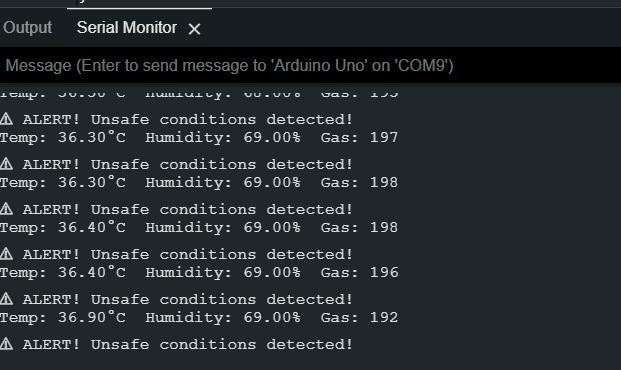 Output Serial Monitor ×
Message (Enter to send message to 'Arduino Uno' on 'COM9')
⚠ ALERT! Unsafe conditions detected!
Temp: 36.30°C Humidity: 69.00% Gas: 197
⚠ ALERT! Unsafe conditions detected!
Temp: 36.30°C Humidity: 69.00% Gas: 198
⚠ ALERT! Unsafe conditions detected!
Temp: 36.40°C Humidity: 69.00% Gas: 198
⚠ ALERT! Unsafe conditions detected!
Temp: 36.40°C Humidity: 69.00% Gas: 196
⚠ ALERT! Unsafe conditions detected!
Temp: 36.90°C Humidity: 69.00% Gas: 192
⚠ ALERT! Unsafe conditions detected!